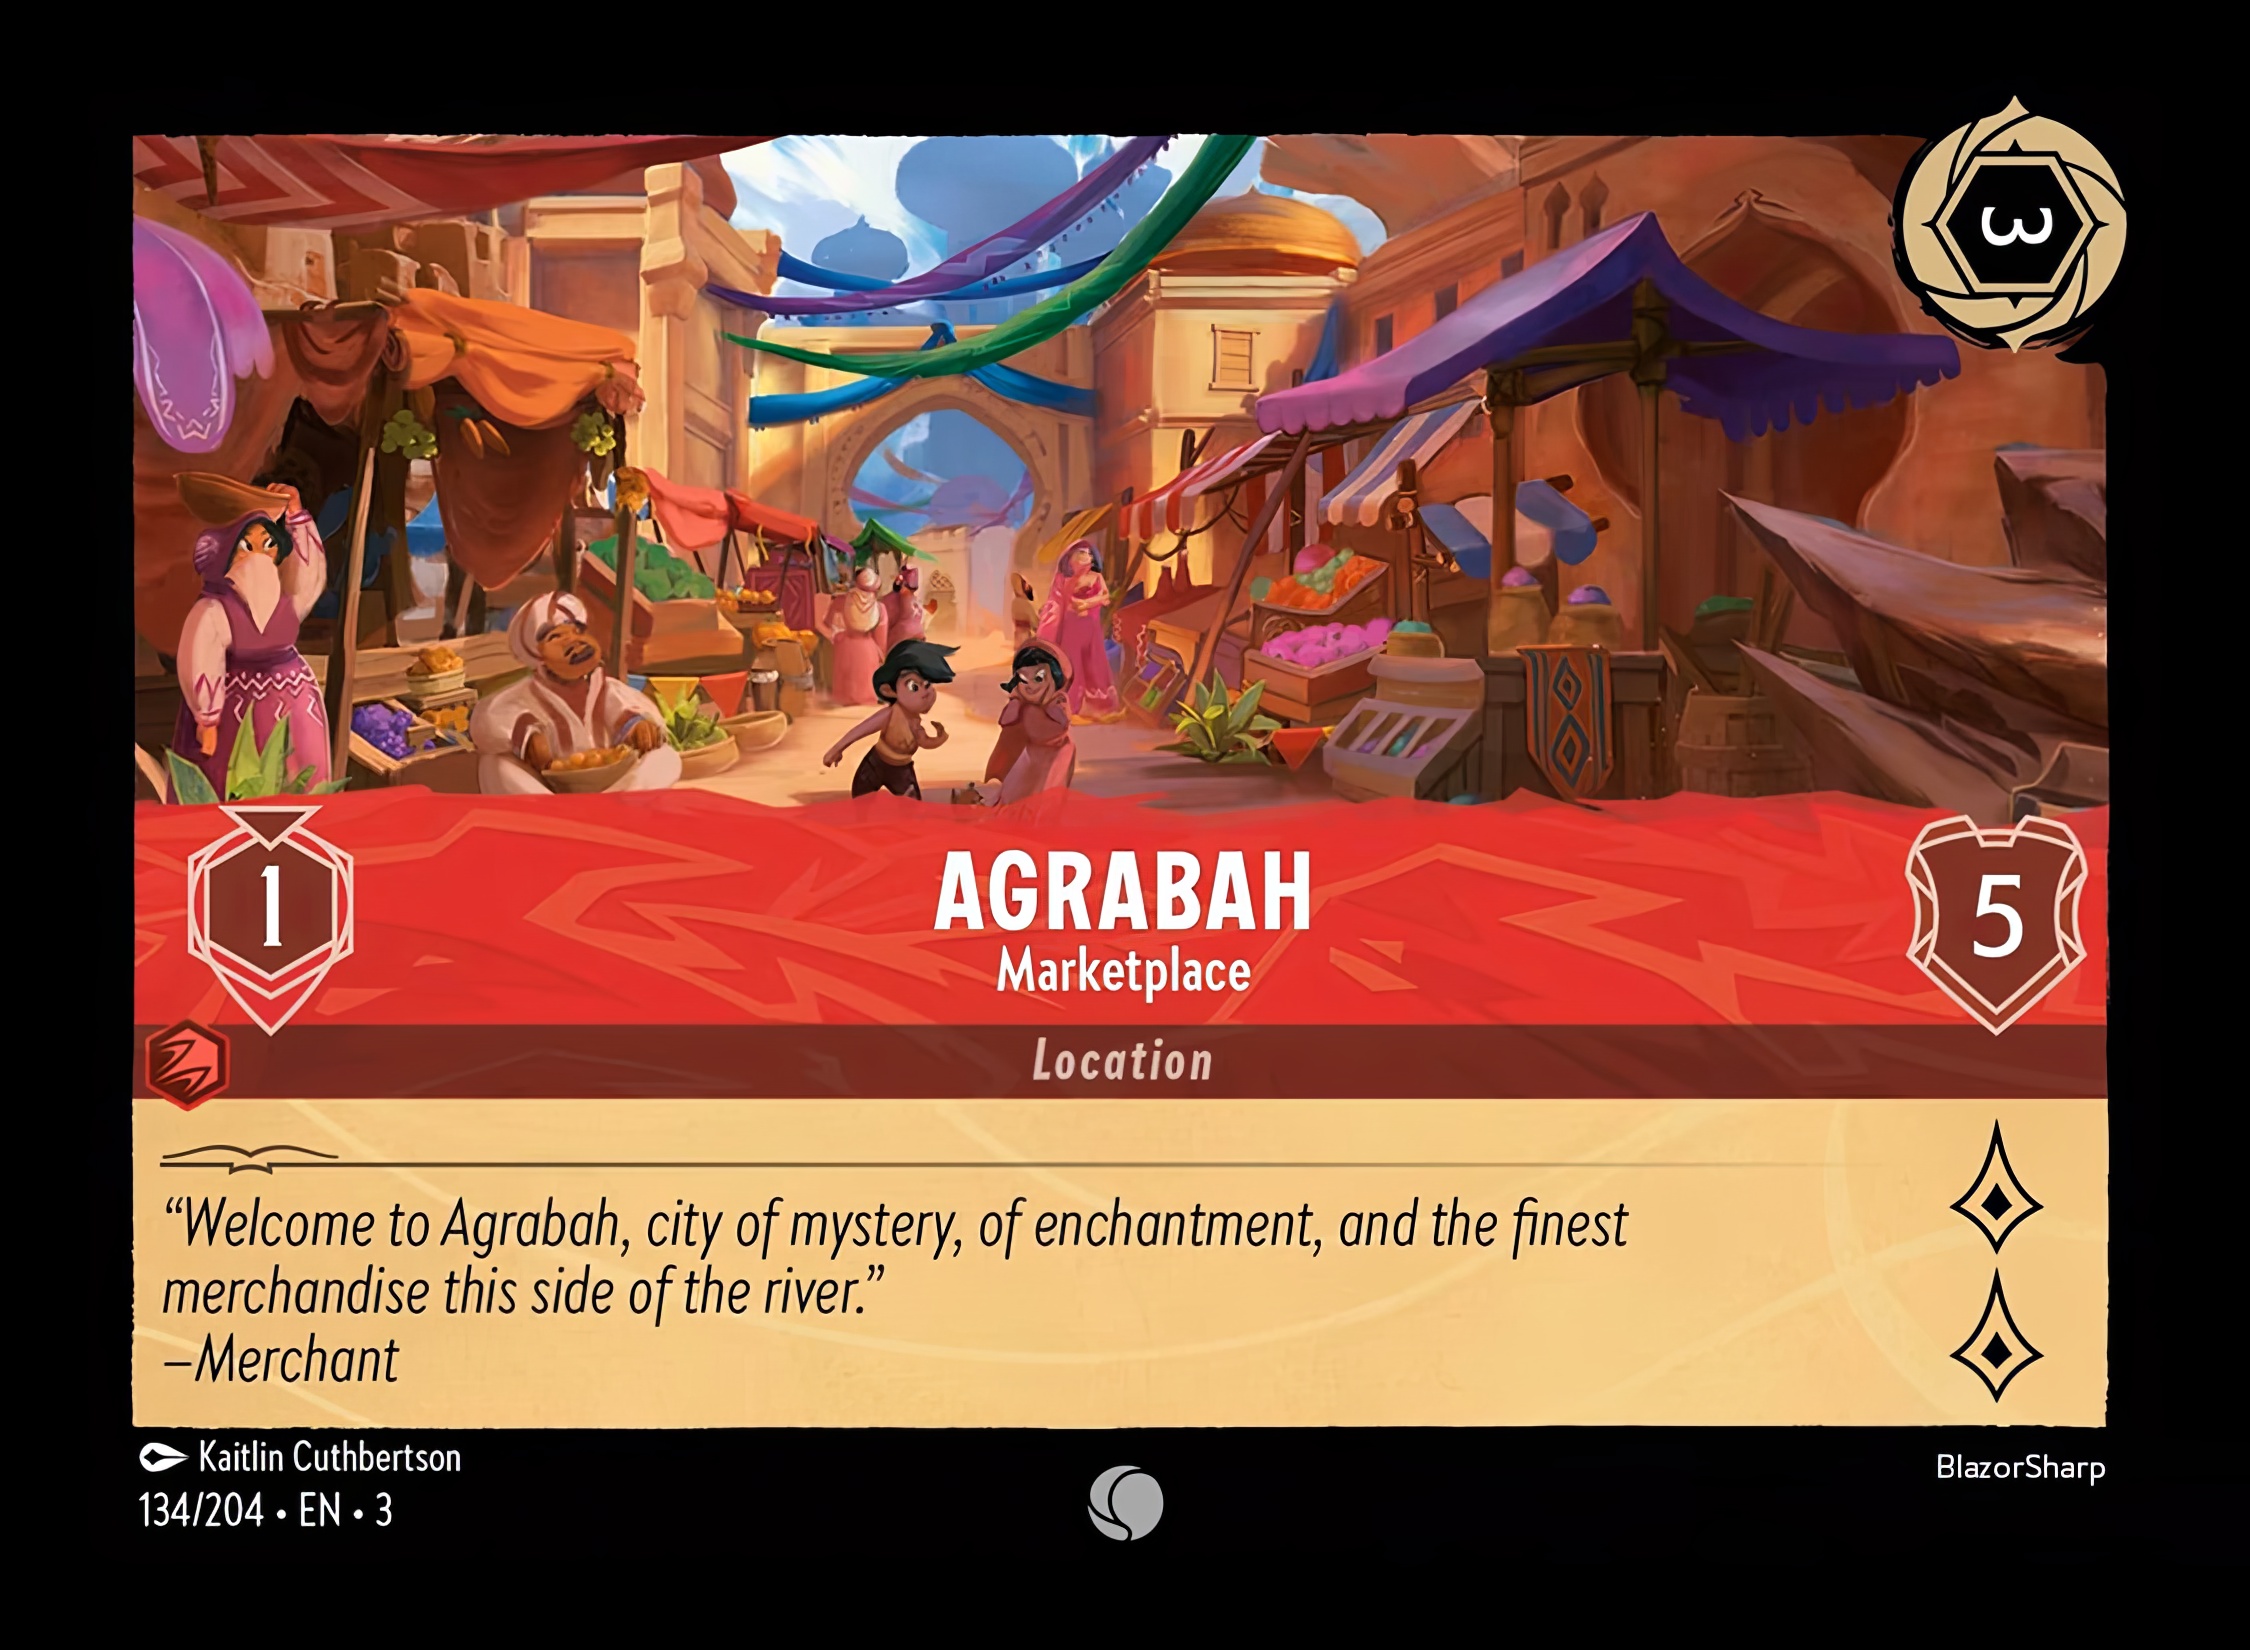 3
1
AGRABAH
5
Marketplace
Location
“Welcome to Agrabah, city of mystery, of enchantment, and the finest
merchandise this side of the river.”
–Merchant
Kaitlin Cuthbertson
BlazorSharp
134/204 • EN • 3